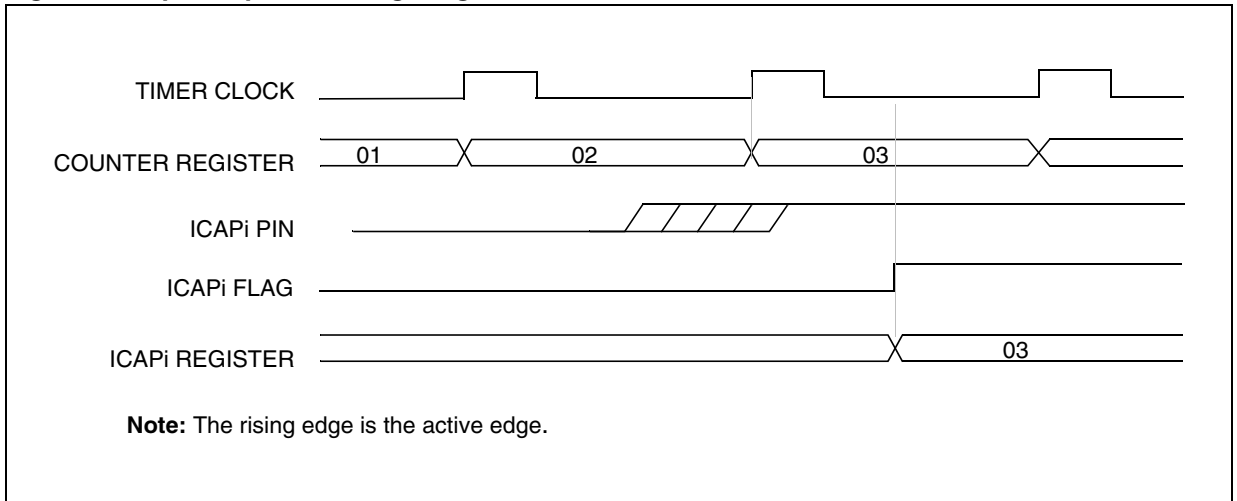 TIMER CLOCK
COUNTER REGISTER 01 02 03
ICAPi PIN
ICAPi FLAG
ICAPi REGISTER 03
Note: The rising edge is the active edge.